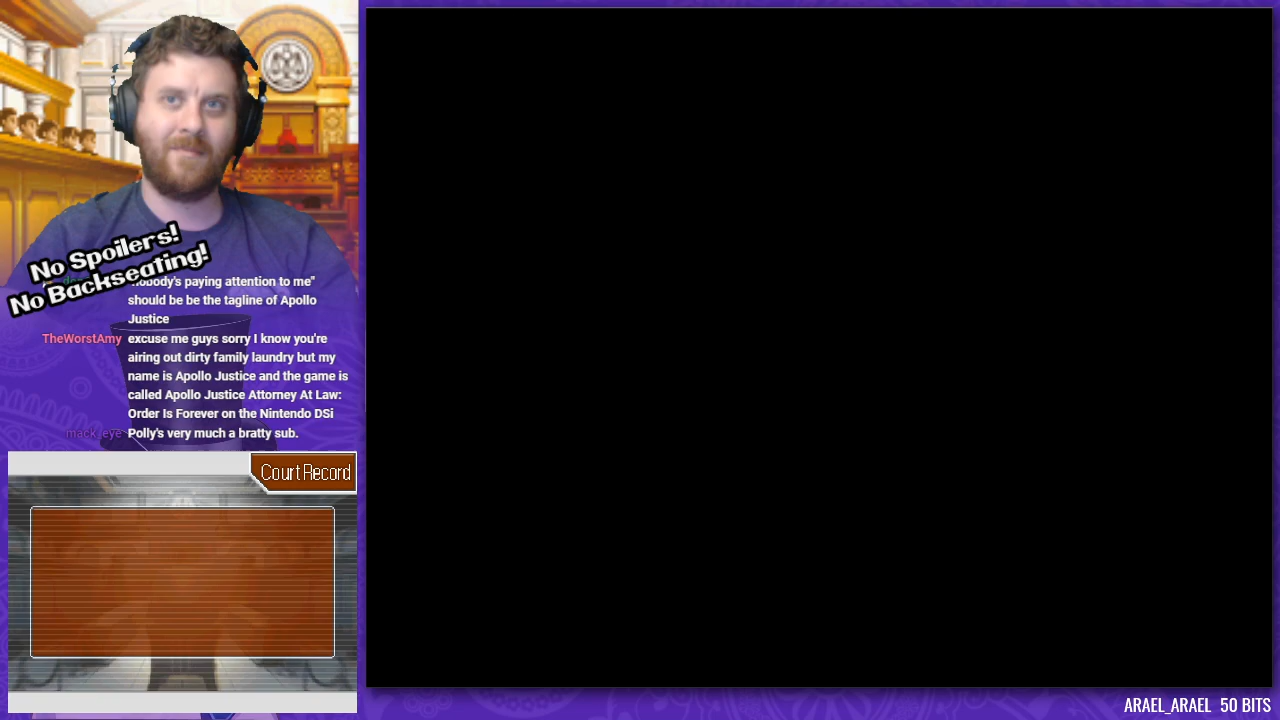 No Spoilers!
No Backseating!
nobody's paying attention to me"
should be be the tagline of Apollo
Justice
TheWorstAmy excuse me guys sorry I know you're
airing out dirty family laundry but my
name is Apollo Justice and the game is
called Apollo Justice Attorney At Law:
Order Is Forever on the Nintendo DSi
mack_eye Polly's very much a bratty sub.
Court Record
ARAEL_ARAEL 50 BITS